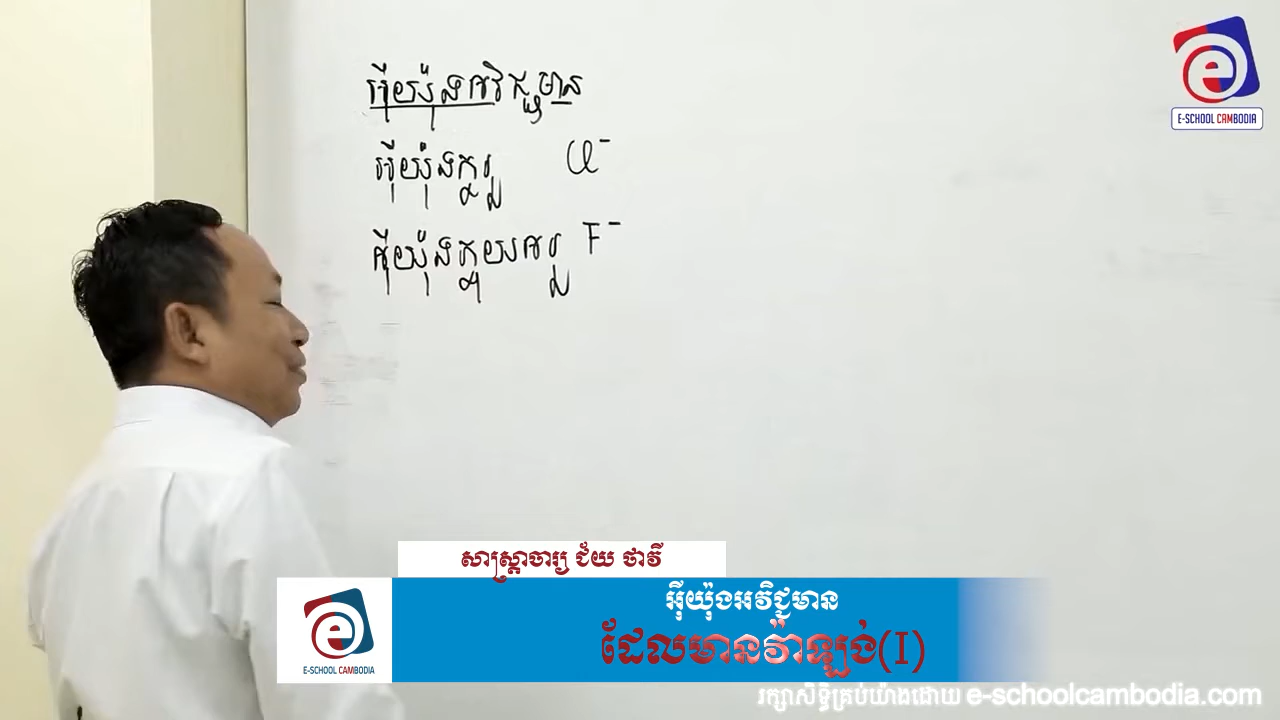 អ៊ីយ៉ុងអវិជ្ជមាន
អ៊ីយ៉ុងក្លរួ Cl⁻
អ៊ីយ៉ុងភ្លុយអរួ F⁻
e
E-SCHOOL CAMBODIA
សាស្ត្រាចារ្យ ជ័យ ថាវី
អ៊ីយ៉ុងអវិជ្ជមាន
ដែលមានវ៉ាឡង់(I)
e
E-SCHOOL CAMBODIA
រក្សាសិទ្ធិគ្រប់យ៉ាងដោយ e-schoolcambodia.com